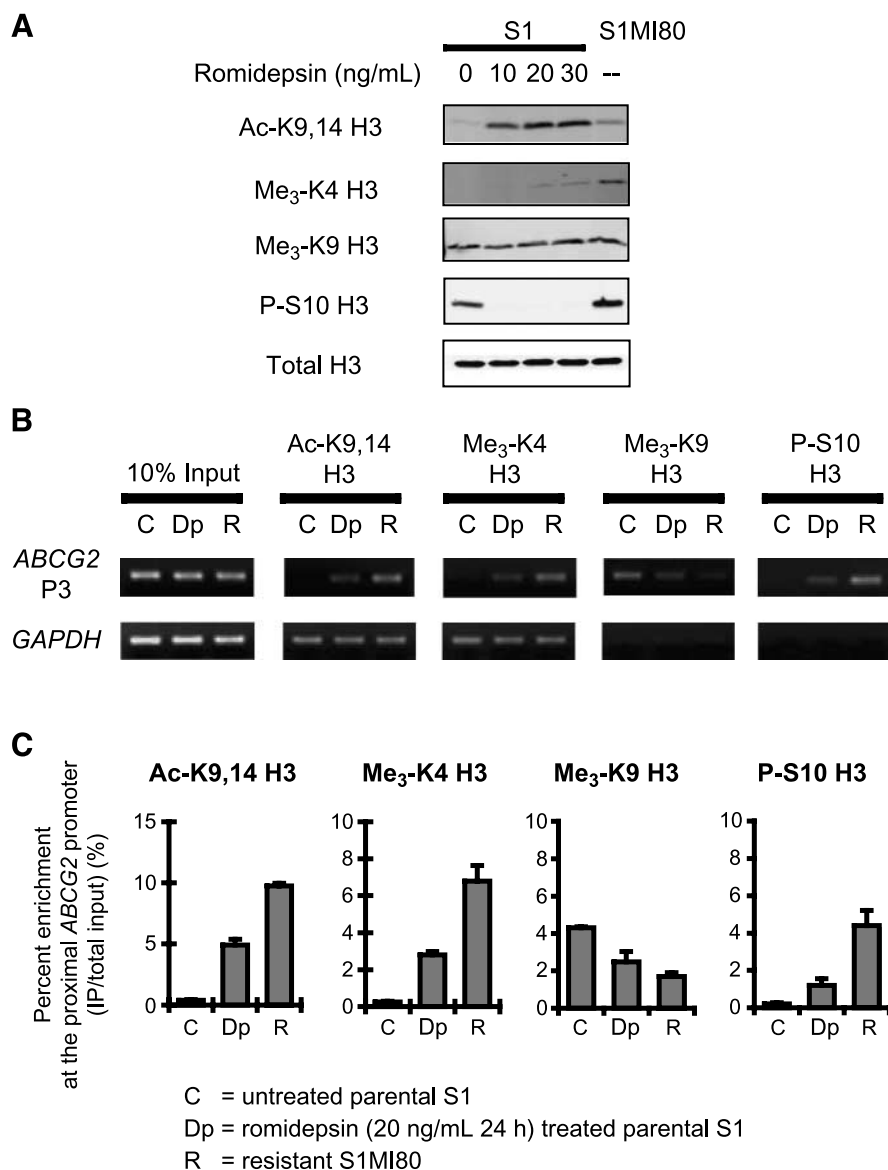 A
S1 S1MI80
Romidepsin (ng/mL) 0 10 20 30 --
Ac-K9,14 H3
Me₃-K4 H3
Me₃-K9 H3
P-S10 H3
Total H3
B
10% Input Ac-K9,14 H3 Me₃-K4 H3 Me₃-K9 H3 P-S10 H3
C Dp R C Dp R C Dp R C Dp R C Dp R
ABCG2 P3
GAPDH
C
Percent enrichment
at the proximal ABCG2 promoter
(IP/total input) (%)
Ac-K9,14 H3
15
10
5
0
C Dp R
Me₃-K4 H3
10
8
6
4
2
0
C Dp R
Me₃-K9 H3
10
8
6
4
2
0
C Dp R
P-S10 H3
10
8
6
4
2
0
C Dp R
C = untreated parental S1
Dp = romidepsin (20 ng/mL 24 h) treated parental S1
R = resistant S1MI80